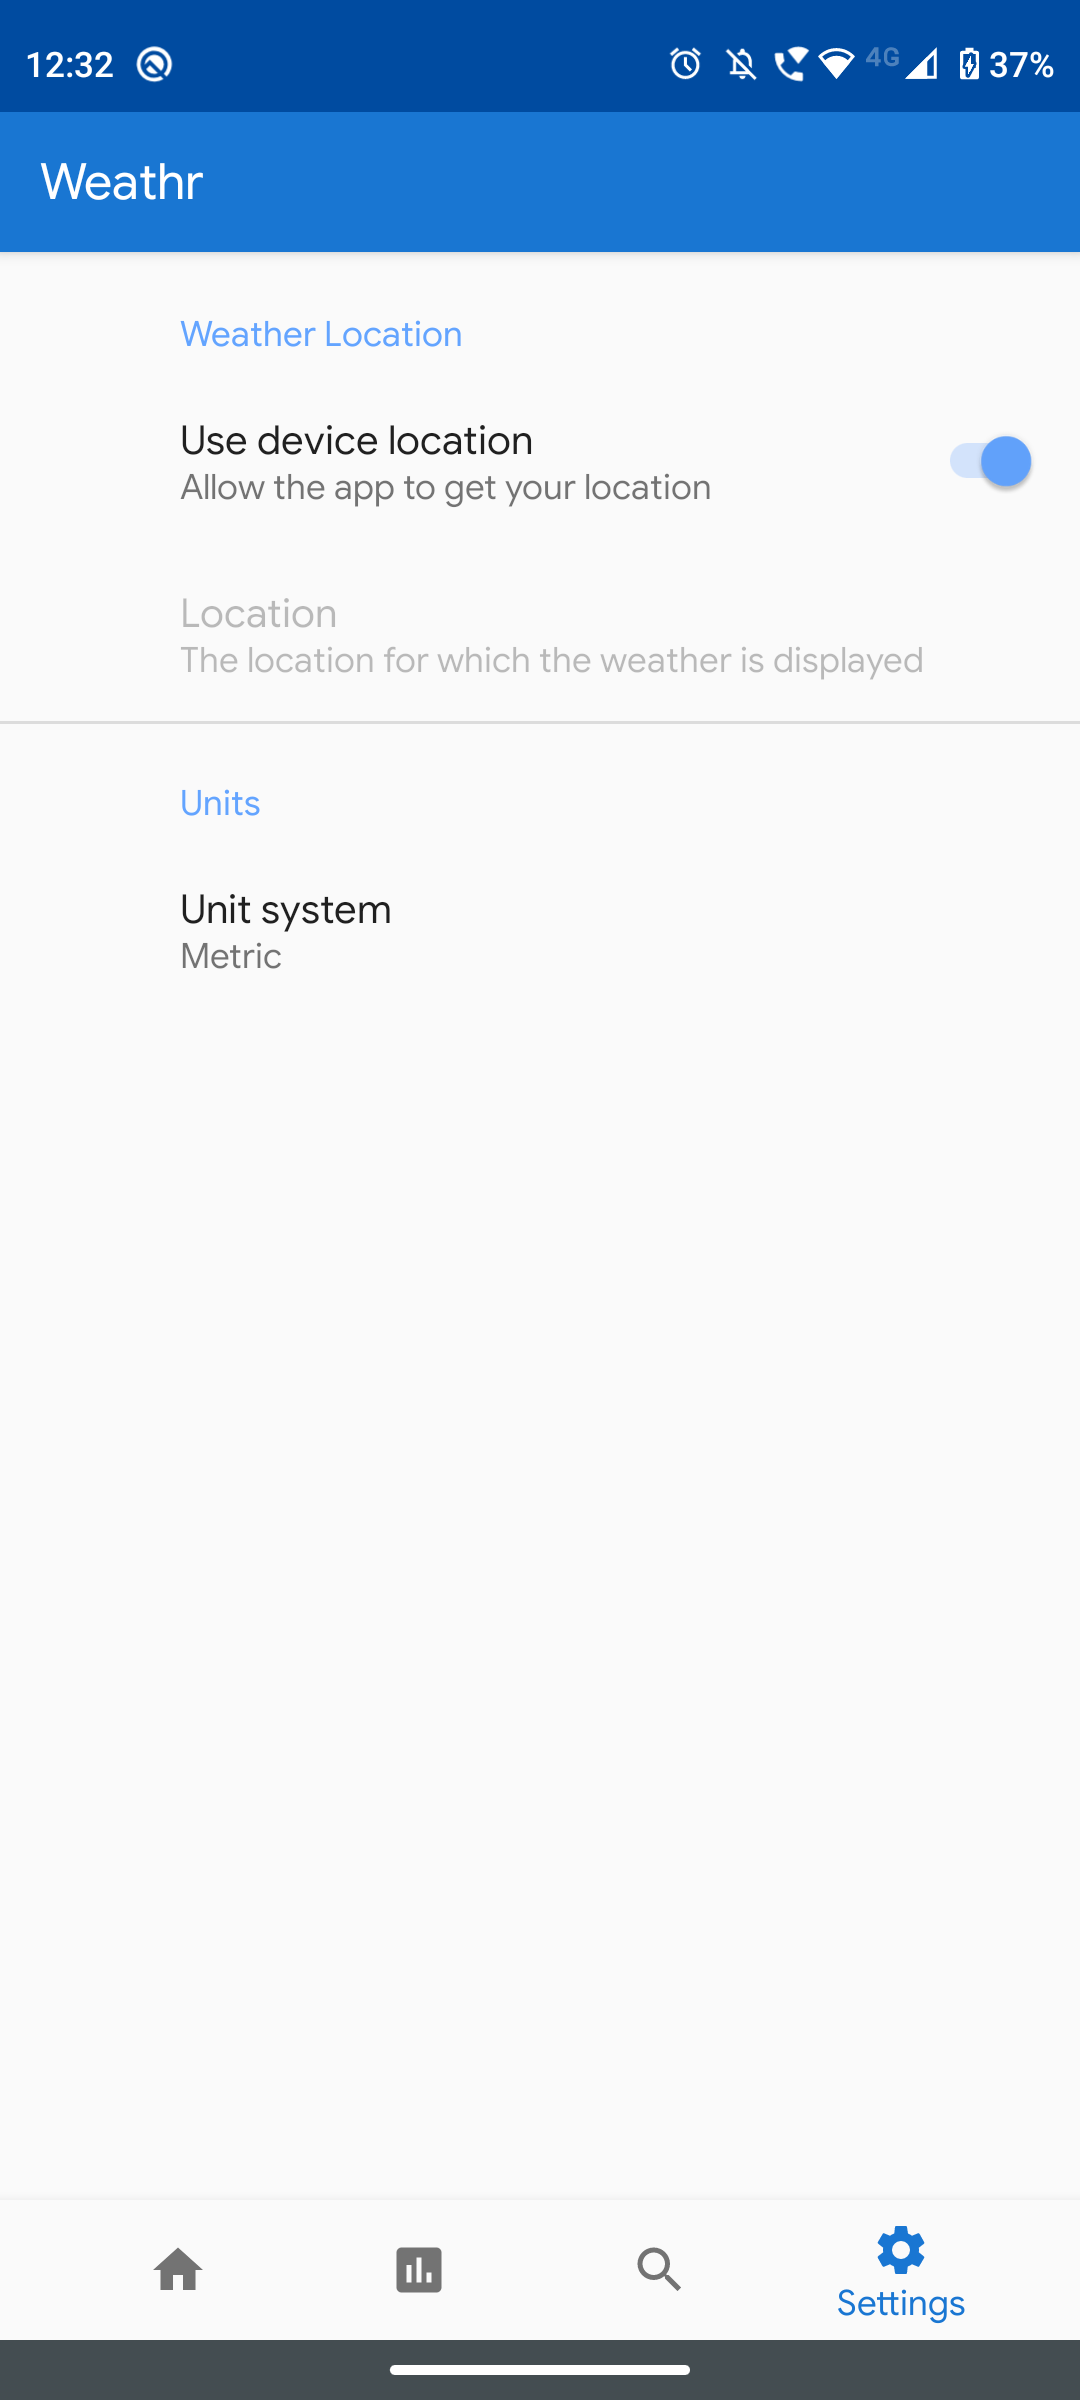 12:32
4G
37%
Weathr
Weather Location
Use device location
Allow the app to get your location
Location
The location for which the weather is displayed
Units
Unit system
Metric
Settings